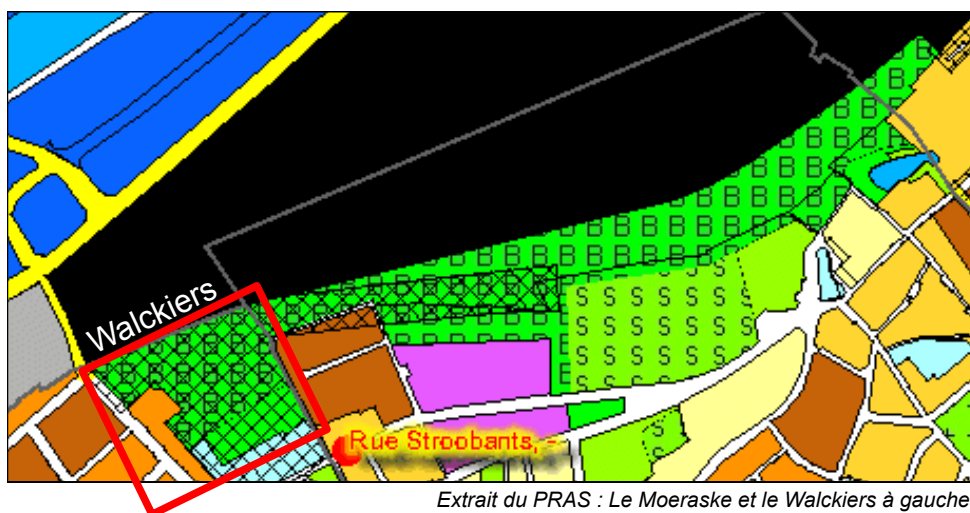 Walckiers
Rue Stroobants, -
Extrait du PRAS : Le Moeraske et le Walckiers à gauche